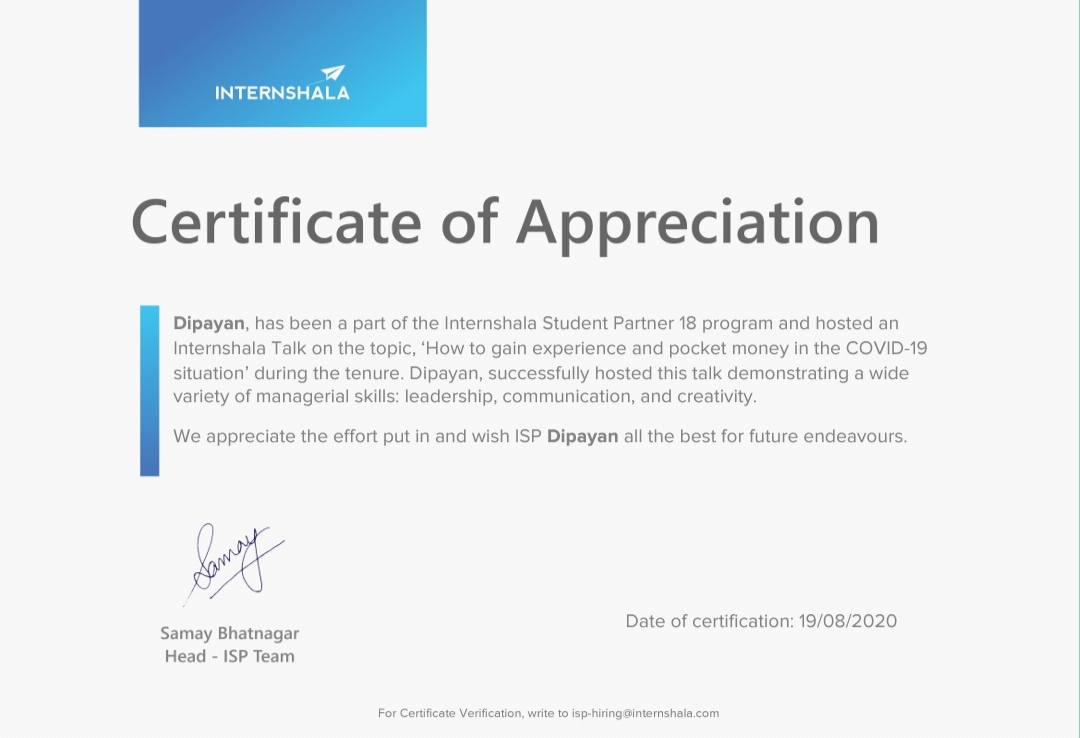 INTERNSHALA
Certificate of Appreciation
Dipayan, has been a part of the Internshala Student Partner 18 program and hosted an
Internshala Talk on the topic, ‘How to gain experience and pocket money in the COVID-19
situation’ during the tenure. Dipayan, successfully hosted this talk demonstrating a wide
variety of managerial skills: leadership, communication, and creativity.
We appreciate the effort put in and wish ISP Dipayan all the best for future endeavours.
Samay
Samay Bhatnagar
Head - ISP Team
Date of certification: 19/08/2020
For Certificate Verification, write to isp-hiring@internshala.com